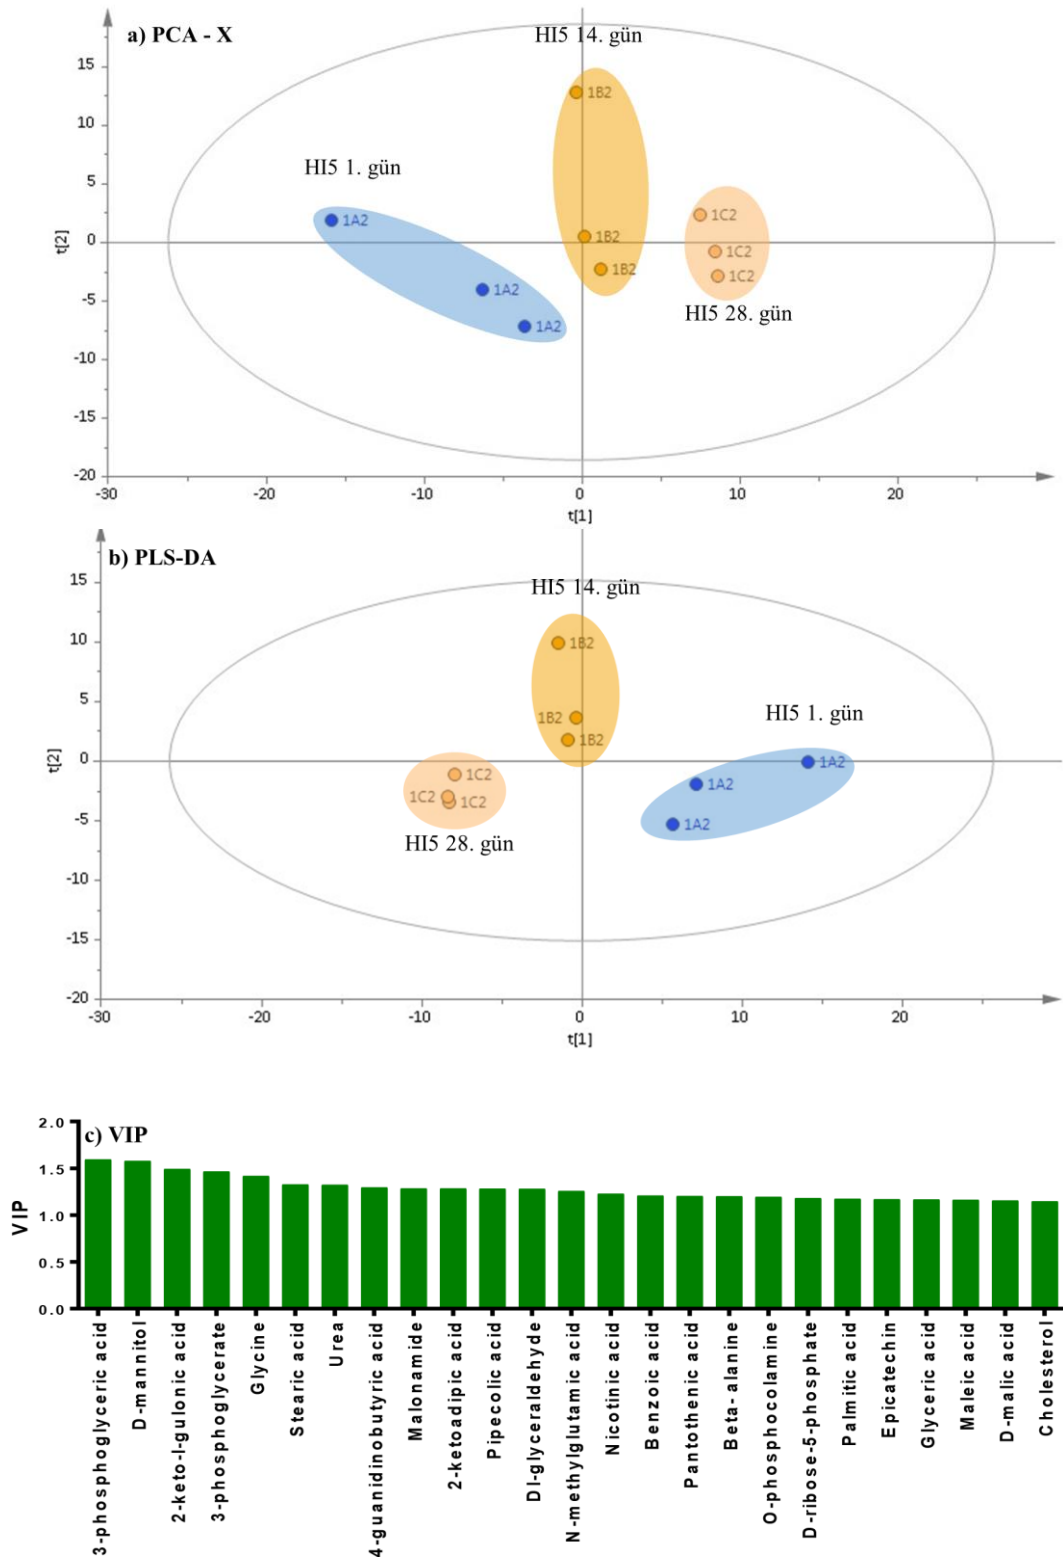 a) PCA - X
HI5 14. gün
15
1B2
10
HI5 1. gün
5
1A2
1C2
t[2]
0
1B2
1C2
1B2
1C2
-5
1A2
HI5 28. gün
1A2
-10
-15
-20
-30
-20
-10
0
10
20
t[1]
b) PLS-DA
HI5 14. gün
15
10
1B2
HI5 1. gün
5
1B2
1B2
t[2]
0
1A2
1C2
1A2
1C2
1C2
-5
1A2
HI5 28. gün
-10
-15
-20
-30
-20
-10
0
10
20
t[1]
c) VIP
VIP
2.0
1.5
1.0
0.5
0.0
3-phosphoglyceric acid
D-mannitol
2-keto-l-gulonic acid
3-phosphoglycerate
Glycine
Stearic acid
Urea
4-guanidinobutyric acid
Malonamide
2-ketoadipic acid
Pipecolic acid
Dl-glyceraldehyde
N-methylglutamic acid
Nicotinic acid
Benzoic acid
Pantothenic acid
Beta- alanine
O-phosphocolamine
D-ribose-5-phosphate
Palmitic acid
Epicatechin
Glyceric acid
Maleic acid
D-malic acid
Cholesterol